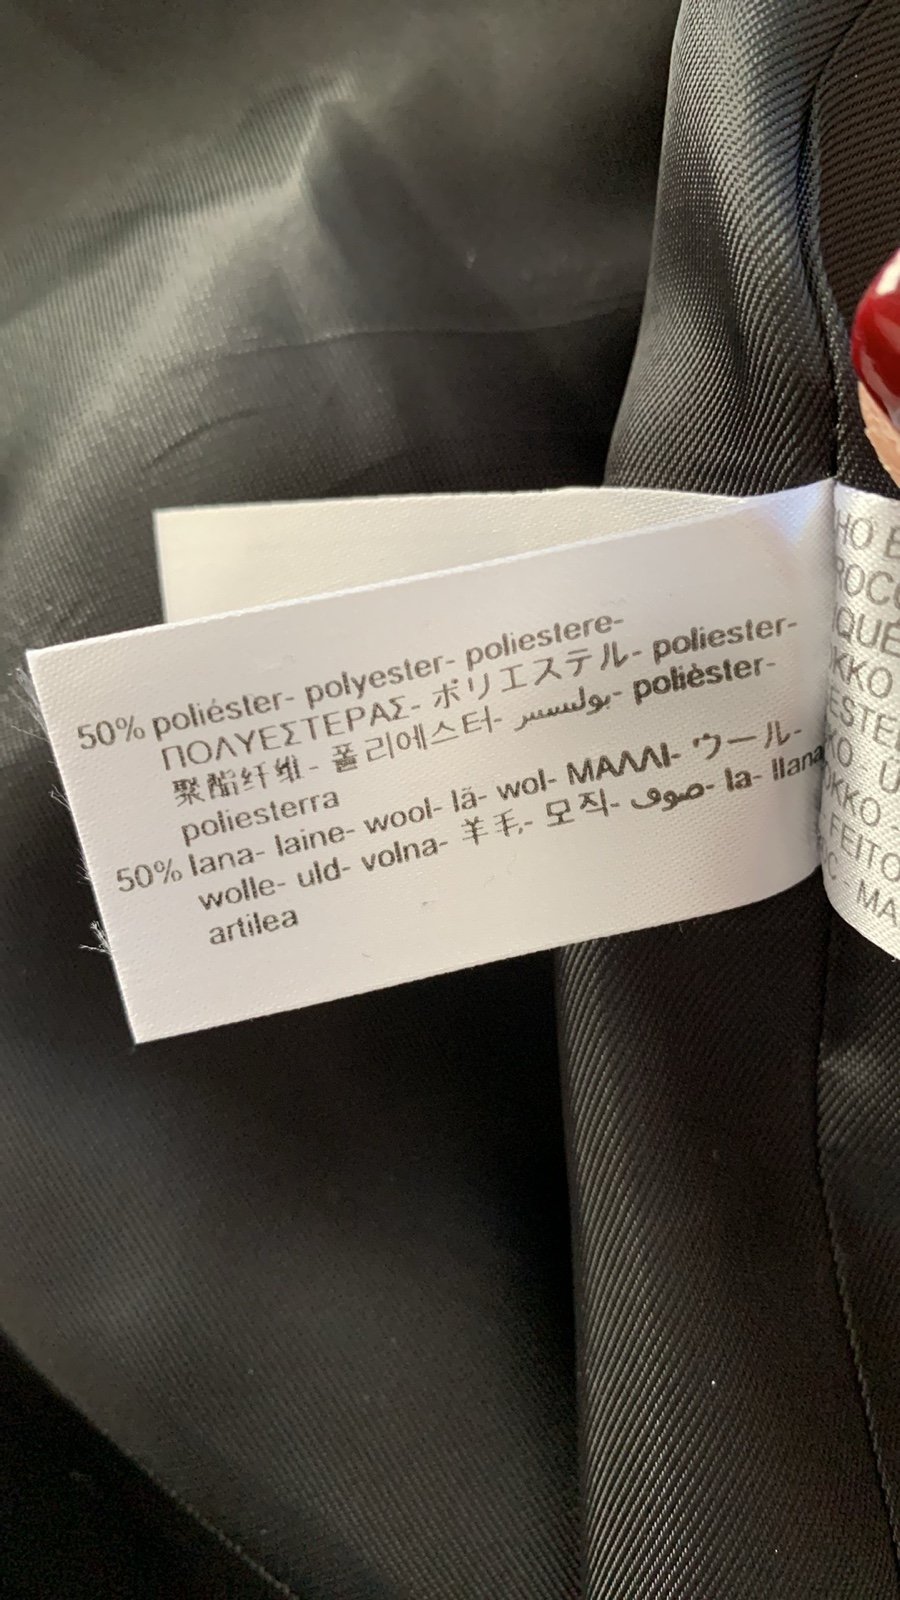 50% poliéster- polyester- poliestere-
ΠΟΛΥΕΣΤΕΡΑΣ- ポリエステル- poliester-
聚酯纤维- 폴리에스터- بوليسسر- polièster-
poliesterra
50% lana- laine- wool- lã- wol- ΜΑΛΛΙ- ウール-
wolle- uld- volna- 羊毛- 모직- صوف- la- llana
artilea
FEITO